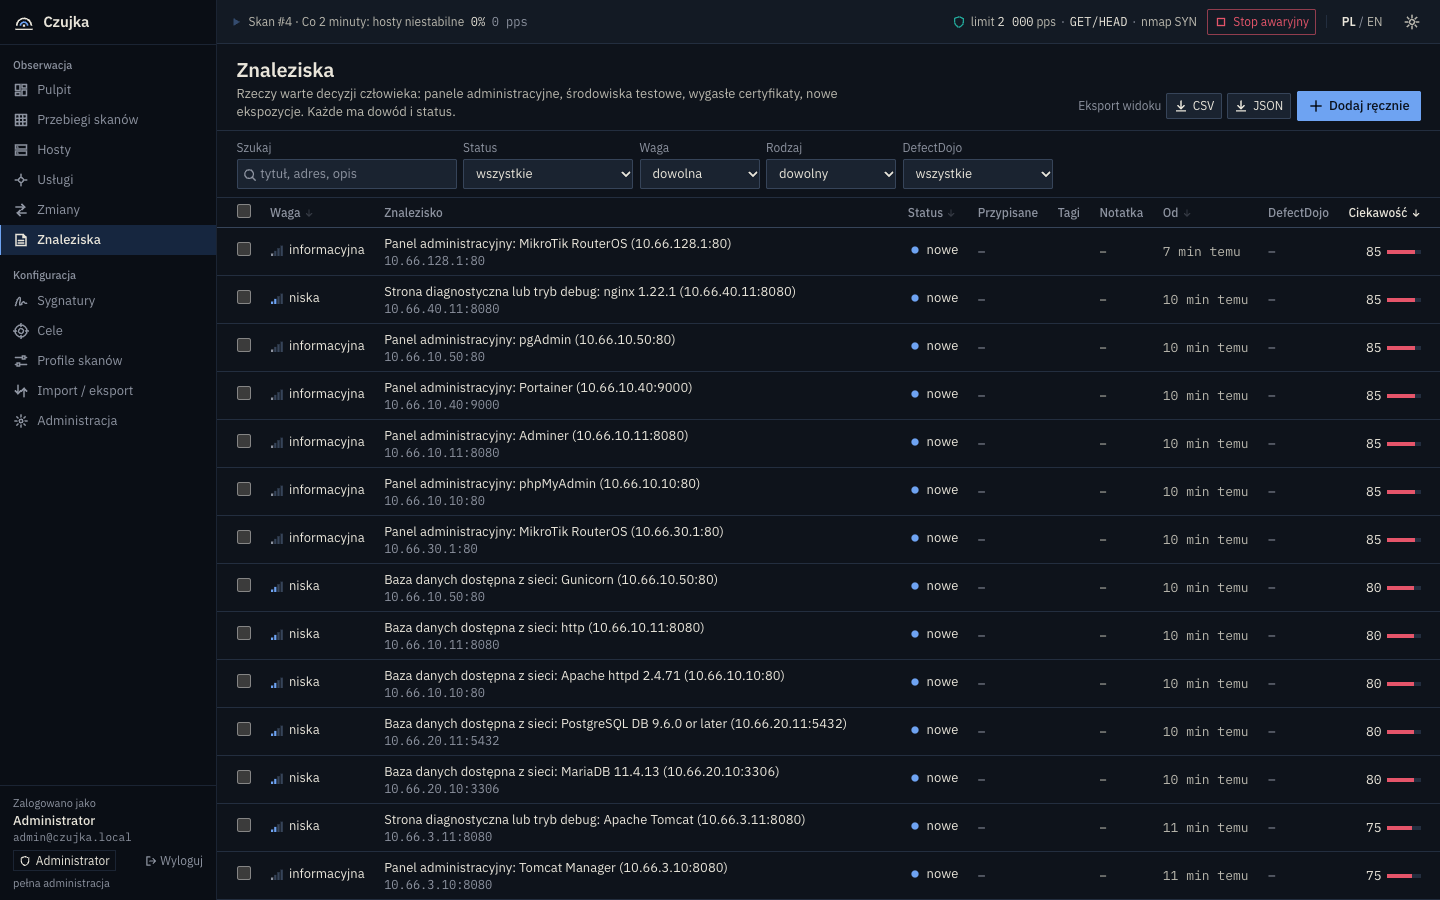 Czujka
Skan #4 · Co 2 minuty: hosty niestabilne 0% 0 pps
limit 2 000 pps · GET/HEAD · nmap SYN
Stop awaryjny
PL / EN
Obserwacja
Pulpit
Przebiegi skanów
Hosty
Usługi
Zmiany
Znaleziska
Konfiguracja
Sygnatury
Cele
Profile skanów
Import / eksport
Administracja
Zalogowano jako
Administrator
admin@czujka.local
Administrator
Wyloguj
pełna administracja
Znaleziska
Rzeczy warte decyzji człowieka: panele administracyjne, środowiska testowe, wygasłe certyfikaty, nowe
ekspozycje. Każde ma dowód i status.
Eksport widoku CSV JSON Dodaj ręcznie
Szukaj Status Waga Rodzaj DefectDojo
tytuł, adres, opis wszystkie dowolna dowolny wszystkie
Waga Znalezisko Status Przypisane Tagi Notatka Od DefectDojo Ciekawość
informacyjna Panel administracyjny: MikroTik RouterOS (10.66.128.1:80) nowe – – 7 min temu – 85
10.66.128.1:80
niska Strona diagnostyczna lub tryb debug: nginx 1.22.1 (10.66.40.11:8080) nowe – – 10 min temu – 85
10.66.40.11:8080
informacyjna Panel administracyjny: pgAdmin (10.66.10.50:80) nowe – – 10 min temu – 85
10.66.10.50:80
informacyjna Panel administracyjny: Portainer (10.66.10.40:9000) nowe – – 10 min temu – 85
10.66.10.40:9000
informacyjna Panel administracyjny: Adminer (10.66.10.11:8080) nowe – – 10 min temu – 85
10.66.10.11:8080
informacyjna Panel administracyjny: phpMyAdmin (10.66.10.10:80) nowe – – 10 min temu – 85
10.66.10.10:80
informacyjna Panel administracyjny: MikroTik RouterOS (10.66.30.1:80) nowe – – 10 min temu – 85
10.66.30.1:80
niska Baza danych dostępna z sieci: Gunicorn (10.66.10.50:80) nowe – – 10 min temu – 80
10.66.10.50:80
niska Baza danych dostępna z sieci: http (10.66.10.11:8080) nowe – – 10 min temu – 80
10.66.10.11:8080
niska Baza danych dostępna z sieci: Apache httpd 2.4.71 (10.66.10.10:80) nowe – – 10 min temu – 80
10.66.10.10:80
niska Baza danych dostępna z sieci: PostgreSQL DB 9.6.0 or later (10.66.20.11:5432) nowe – – 10 min temu – 80
10.66.20.11:5432
niska Baza danych dostępna z sieci: MariaDB 11.4.13 (10.66.20.10:3306) nowe – – 10 min temu – 80
10.66.20.10:3306
niska Strona diagnostyczna lub tryb debug: Apache Tomcat (10.66.3.11:8080) nowe – – 11 min temu – 75
10.66.3.11:8080
informacyjna Panel administracyjny: Tomcat Manager (10.66.3.10:8080) nowe – – 11 min temu – 75
10.66.3.10:8080